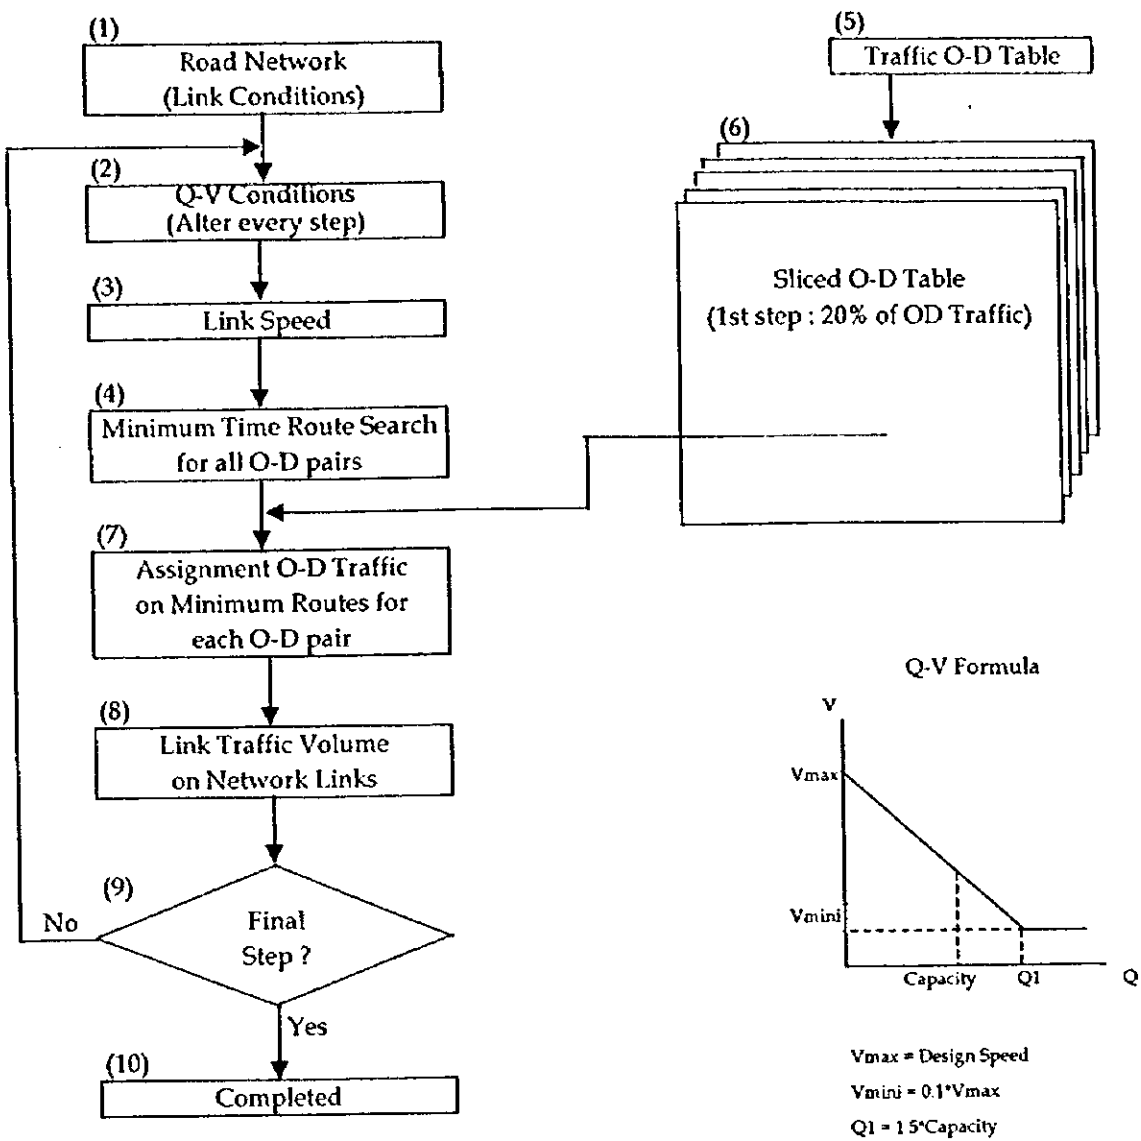 (1)
Road Network
(Link Conditions)
(2)
Q-V Conditions
(Alter every step)
(3)
Link Speed
(4)
Minimum Time Route Search
for all O-D pairs
(5)
Traffic O-D Table
(6)
Sliced O-D Table
(1st step : 20% of OD Traffic)
(7)
Assignment O-D Traffic
on Minimum Routes for
each O-D pair
(8)
Link Traffic Volume
on Network Links
(9)
Final
Step ?
No
Yes
(10)
Completed
Q-V Formula
V
Vmax
Vmini
Capacity
Q1
Q
Vmax = Design Speed
Vmini = 0.1*Vmax
Q1 = 1.5*Capacity